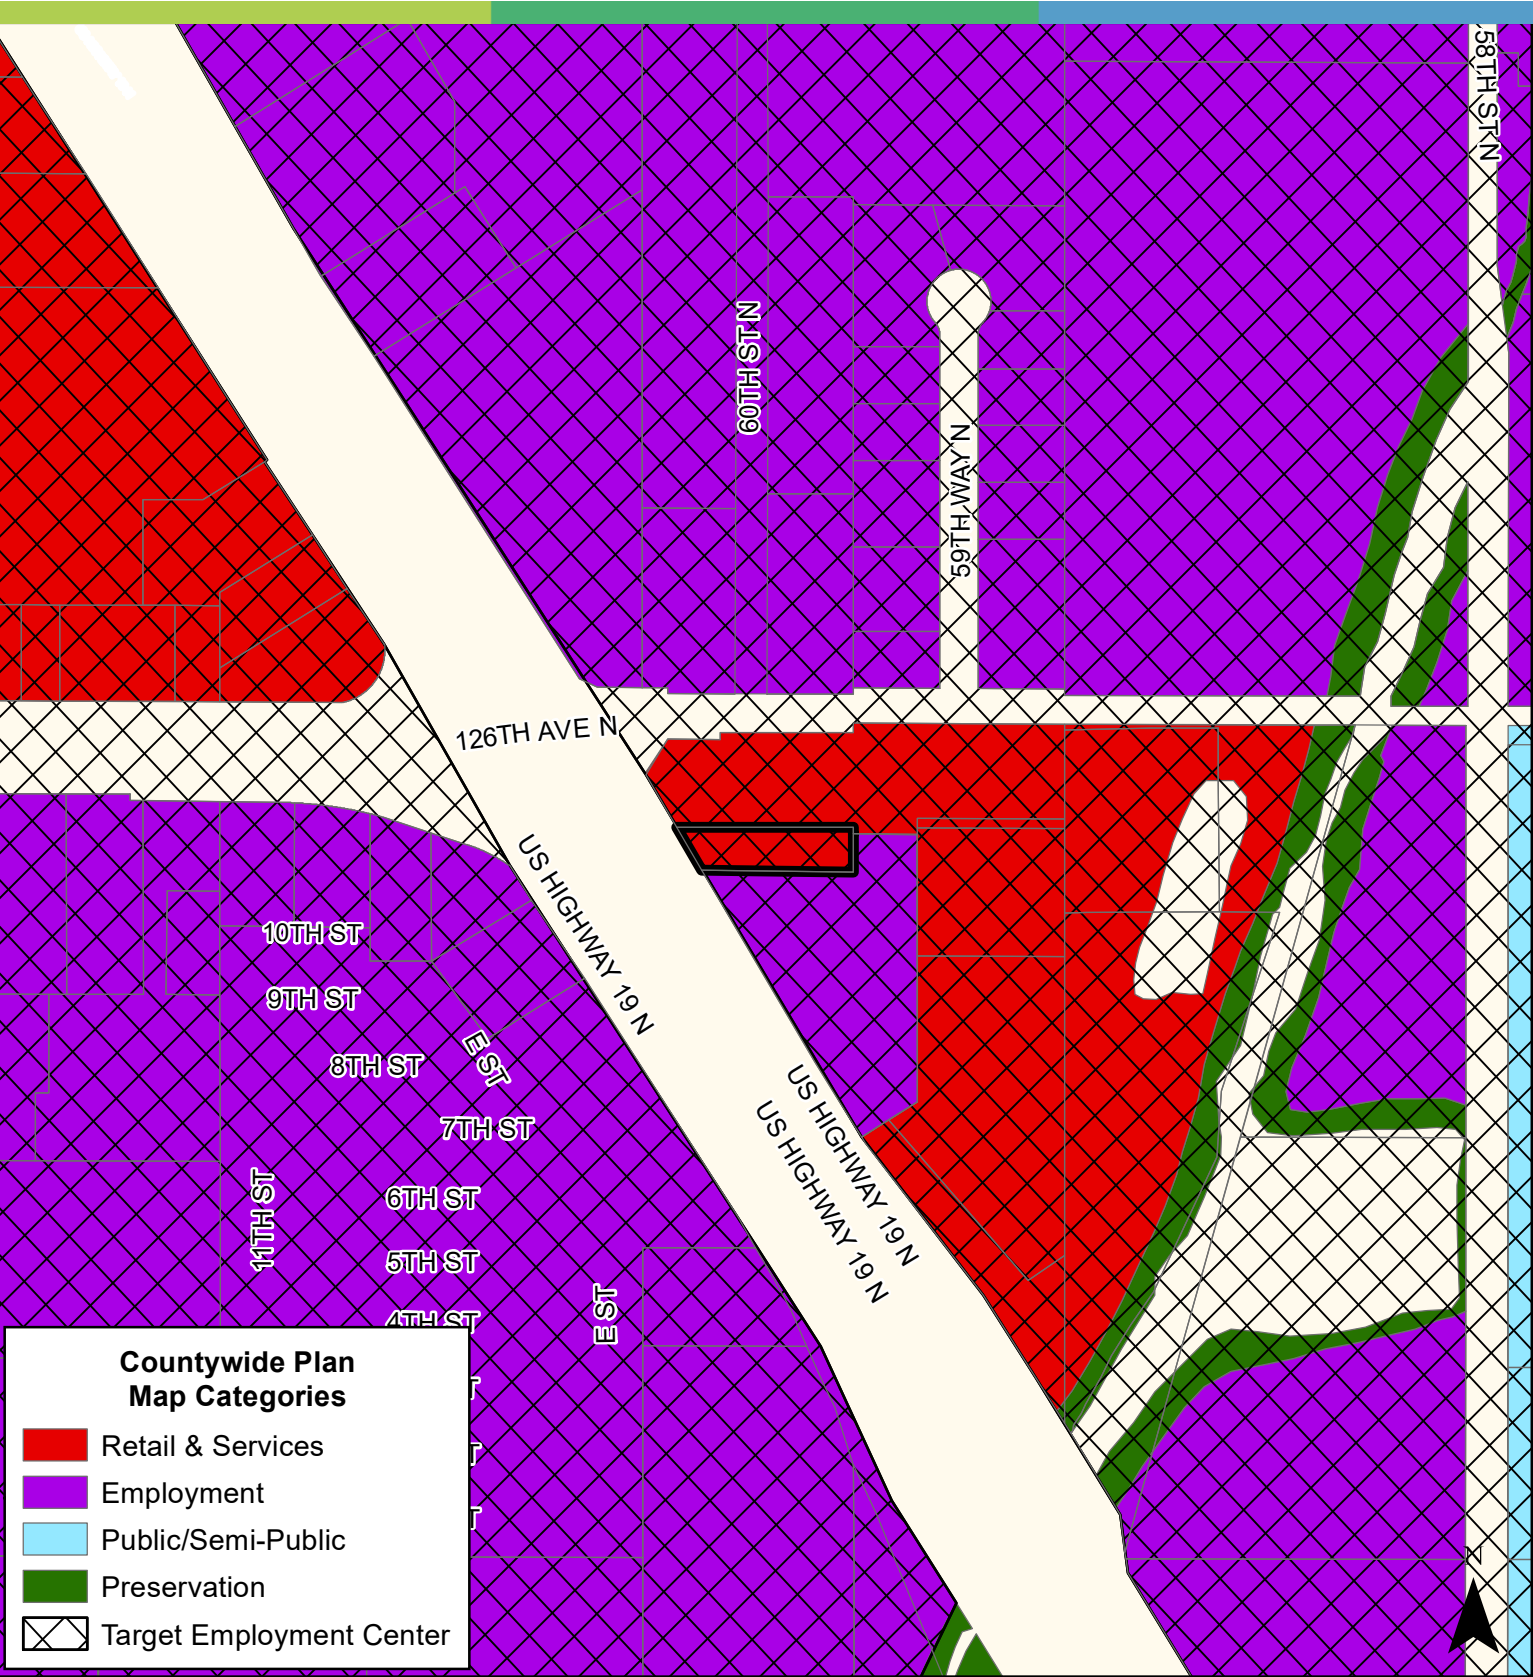 58TH ST N
60TH ST N
59TH WAY N
126TH AVE N
US HIGHWAY 19 N
10TH ST
9TH ST
E ST
8TH ST
US HIGHWAY 19 N
US HIGHWAY 19 N
7TH ST
11TH ST
6TH ST
5TH ST
E ST
4TH ST
Countywide Plan
Map Categories
Retail & Services
Employment
Public/Semi-Public
Preservation
Target Employment Center
N